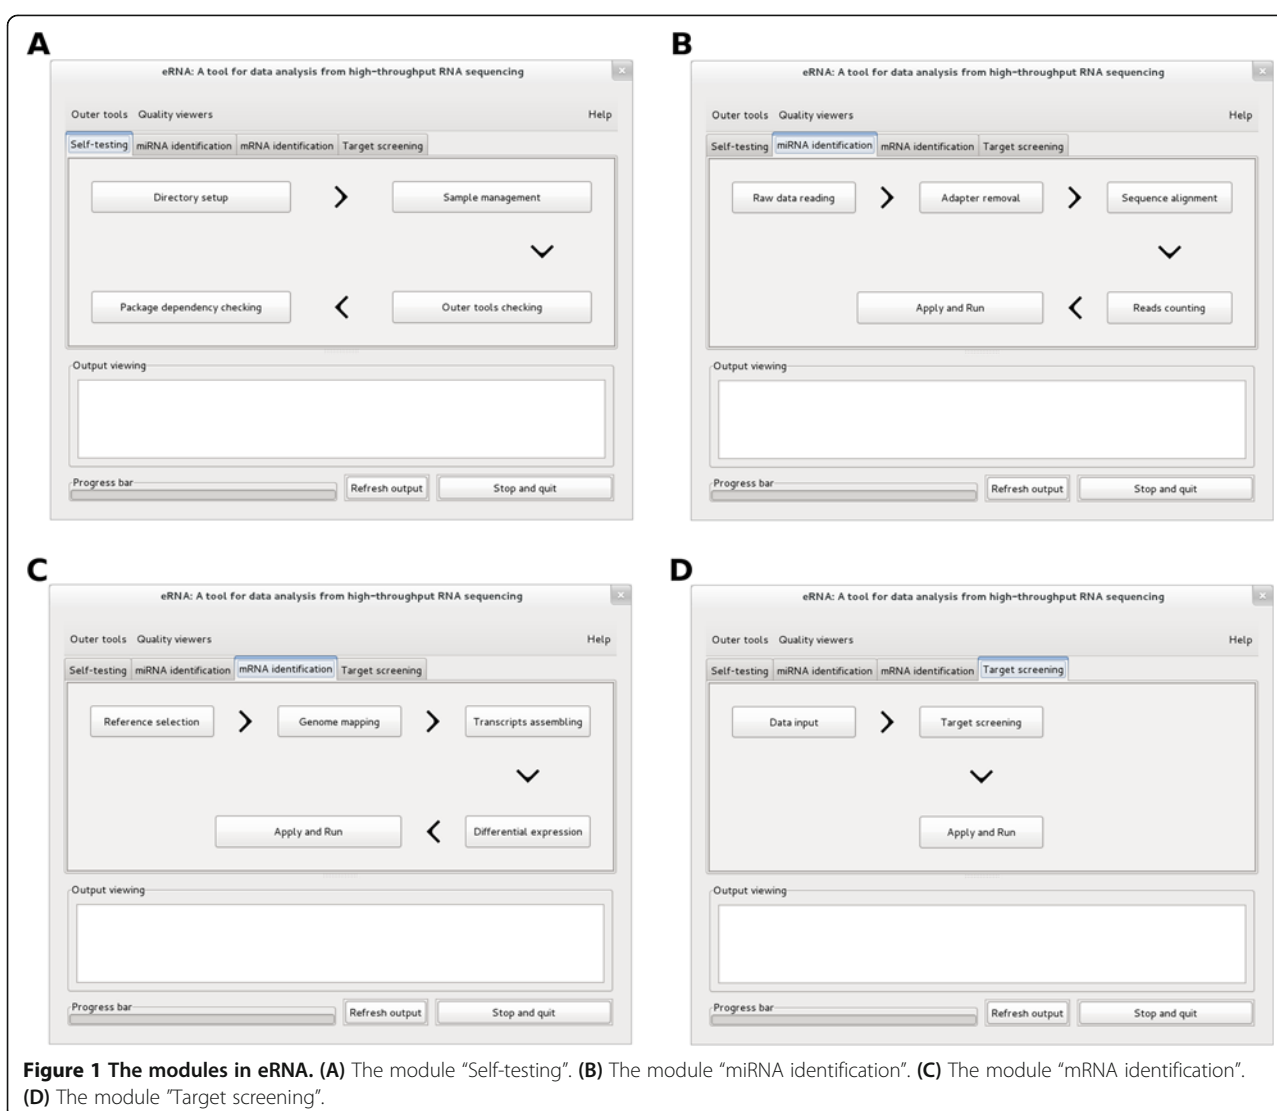 A
eRNA: A tool for data analysis from high-throughput RNA sequencing
Outer tools Quality viewers Help
Self-testing miRNA identification mRNA identification Target screening
Directory setup > Sample management
Package dependency checking < Outer tools checking
Output viewing
Progress bar Refresh output Stop and quit
B
eRNA: A tool for data analysis from high-throughput RNA sequencing
Outer tools Quality viewers Help
Self-testing miRNA identification mRNA identification Target screening
Raw data reading > Adapter removal > Sequence alignment
Apply and Run < Reads counting
Output viewing
Progress bar Refresh output Stop and quit
C
eRNA: A tool for data analysis from high-throughput RNA sequencing
Outer tools Quality viewers Help
Self-testing miRNA identification mRNA identification Target screening
Reference selection > Genome mapping > Transcripts assembling
Apply and Run < Differential expression
Output viewing
Progress bar Refresh output Stop and quit
D
eRNA: A tool for data analysis from high-throughput RNA sequencing
Outer tools Quality viewers Help
Self-testing miRNA identification mRNA identification Target screening
Data input > Target screening
Apply and Run
Output viewing
Progress bar Refresh output Stop and quit
Figure 1 The modules in eRNA. (A) The module “Self-testing”. (B) The module “miRNA identification”. (C) The module “mRNA identification”.
(D) The module “Target screening”.